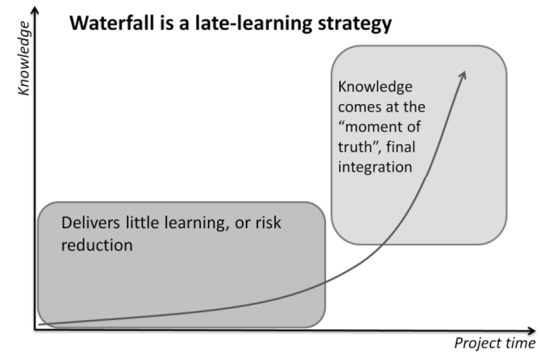 Waterfall is a late-learning strategy
Knowledge
Knowledge
comes at the
“moment of
truth”, final
integration
Delivers little learning, or risk
reduction
Project time